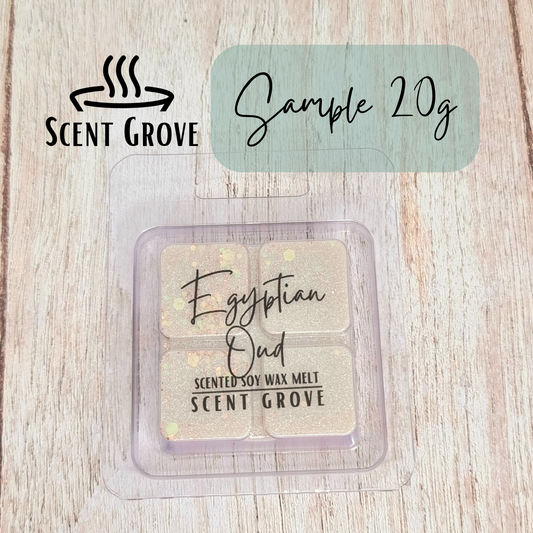 SCENT GROVE
Sample 20g
Egyptian
Oud
SCENTED SOY WAX MELT
SCENT GROVE